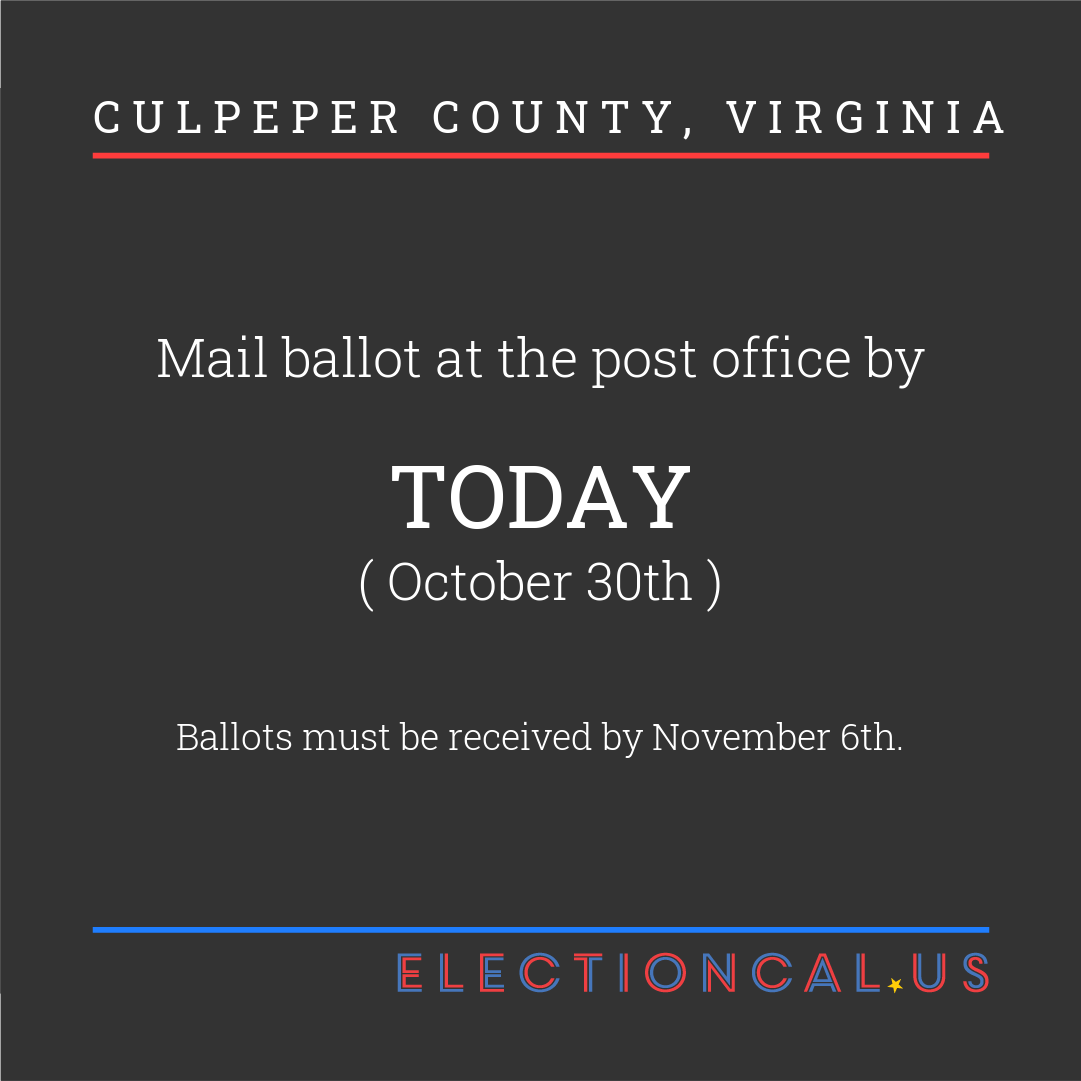 CULPEPER COUNTY, VIRGINIA
Mail ballot at the post office by
TODAY
( October 30th )
Ballots must be received by November 6th.
ELECTIONCAL.US